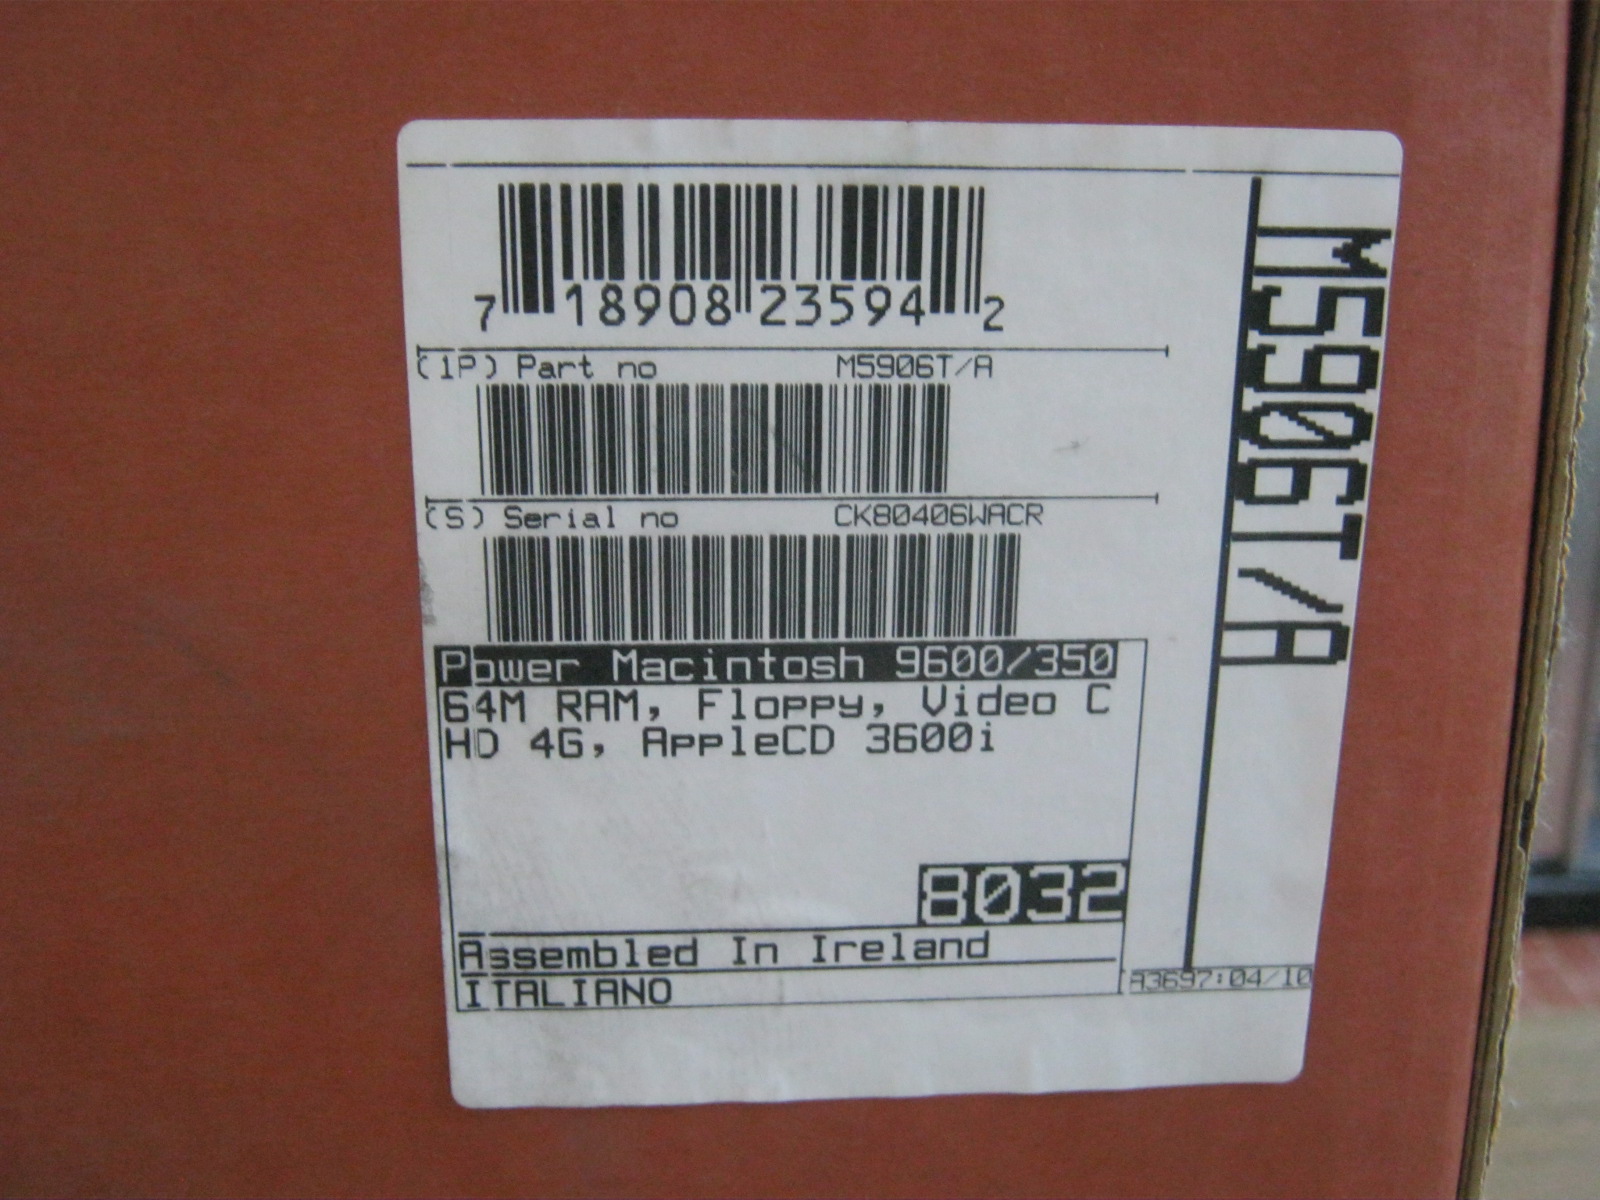 7 18908 23594 2
(1P) Part no M5906T/A
(S) Serial no CK80406WACR
Power Macintosh 9600/350
64M RAM, Floppy, Video C
HD 4G, AppleCD 3600i
8032
Assembled In Ireland
ITALIANO
A3697:04/10
M5906T/A